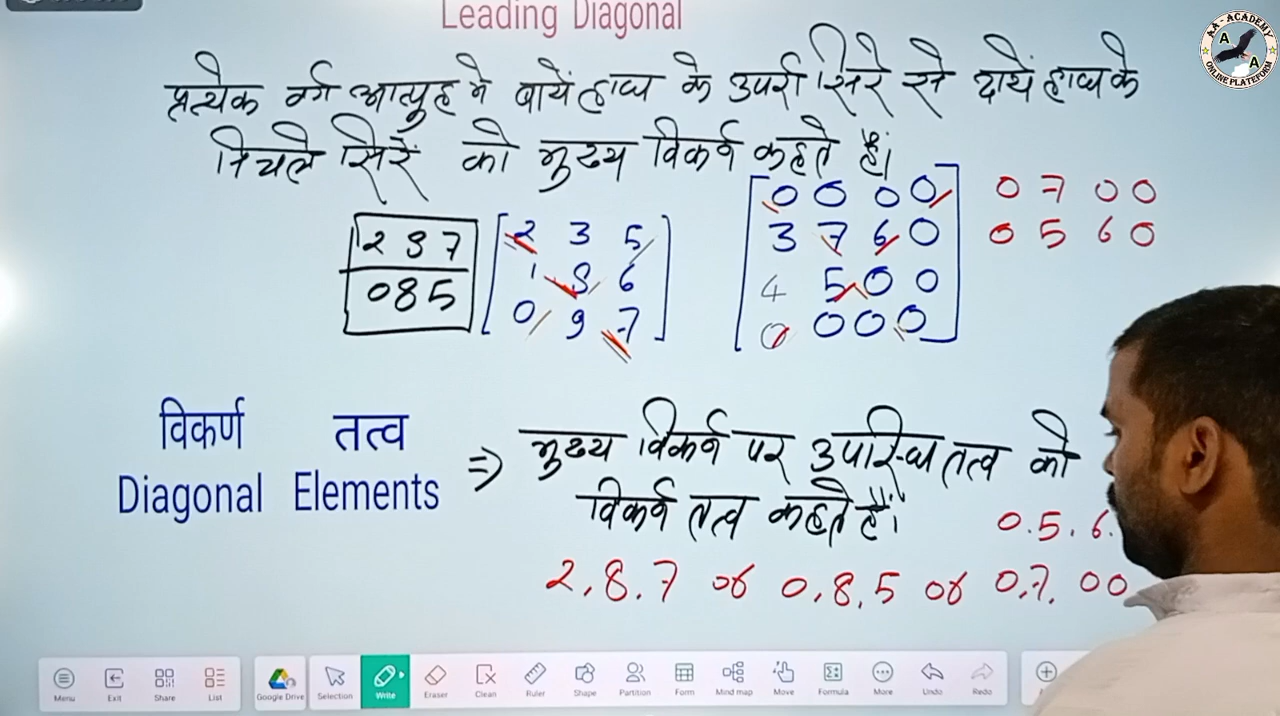 Leading Diagonal
प्रत्येक वर्ग आव्यूह मे बायें हाथ के उपरी सिरे से दायें हाथ के
निचले सिरें को मुख्य विकर्ण कहते हैं।
0 0 0 0 0 7 0 0
2 8 7 2 3 5 3 7 6 0 0 5 6 0
085 1 8 6 4 5 0 0
0 9 7 0 0 0 0
विकर्ण तत्व
Diagonal Elements
⇒ मुख्य विकर्ण पर उपस्थित तत्व को
विकर्ण तत्व कहते हैं।
0.5.6.
2,8.7 or 0,8,5 or 0,7. 00
AA-ACADEMY
A A
ONLINE PLATEFORM
Menu Exit Share List Google Drive Selection Write Eraser Clean Ruler Shape Partition Form Mind map Move Formula More Undo Redo